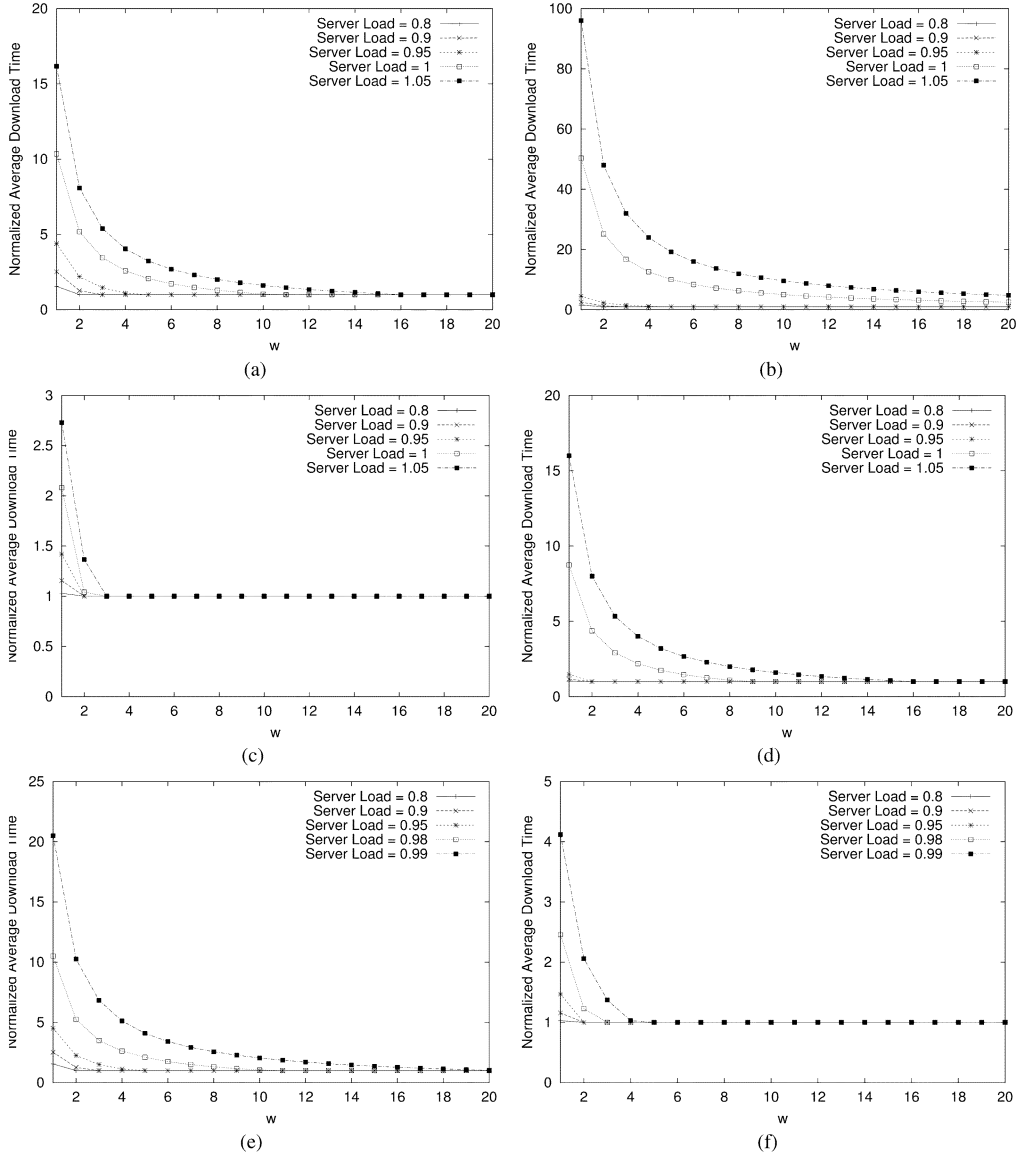 Normalized Average Download Time
20
15
10
5
0
2 4 6 8 10 12 14 16 18 20
w
Server Load = 0.8
Server Load = 0.9
Server Load = 0.95
Server Load = 1
Server Load = 1.05
(a)
Normalized Average Download Time
100
80
60
40
20
0
2 4 6 8 10 12 14 16 18 20
w
Server Load = 0.8
Server Load = 0.9
Server Load = 0.95
Server Load = 1
Server Load = 1.05
(b)
Normalized Average Download Time
3
2.5
2
1.5
1
0.5
0
2 4 6 8 10 12 14 16 18 20
w
Server Load = 0.8
Server Load = 0.9
Server Load = 0.95
Server Load = 1
Server Load = 1.05
(c)
Normalized Average Download Time
20
15
10
5
0
2 4 6 8 10 12 14 16 18 20
w
Server Load = 0.8
Server Load = 0.9
Server Load = 0.95
Server Load = 1
Server Load = 1.05
(d)
Normalized Average Download Time
25
20
15
10
5
0
2 4 6 8 10 12 14 16 18 20
w
Server Load = 0.8
Server Load = 0.9
Server Load = 0.95
Server Load = 0.98
Server Load = 0.99
(e)
Normalized Average Download Time
5
4
3
2
1
0
2 4 6 8 10 12 14 16 18 20
w
Server Load = 0.8
Server Load = 0.9
Server Load = 0.95
Server Load = 0.98
Server Load = 0.99
(f)